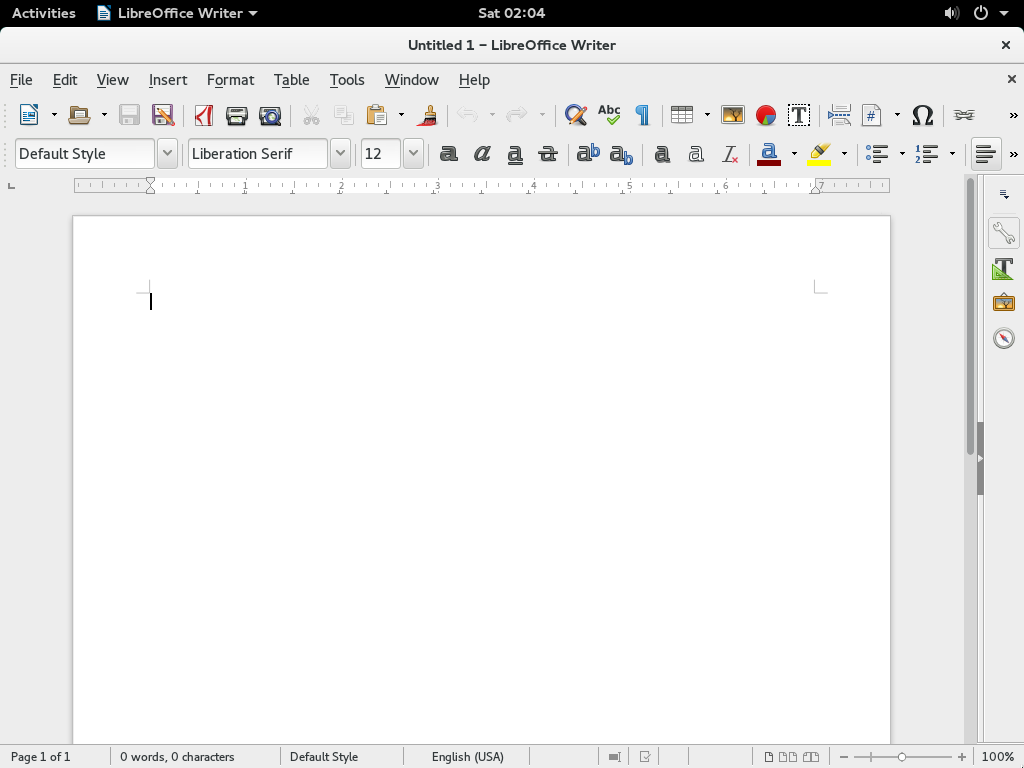 Activities LibreOffice Writer Sat 02:04
Untitled 1 – LibreOffice Writer
File Edit View Insert Format Table Tools Window Help
Default Style Liberation Serif 12
1 2 3 4 5 6 7
Page 1 of 1 0 words, 0 characters Default Style English (USA) 100%